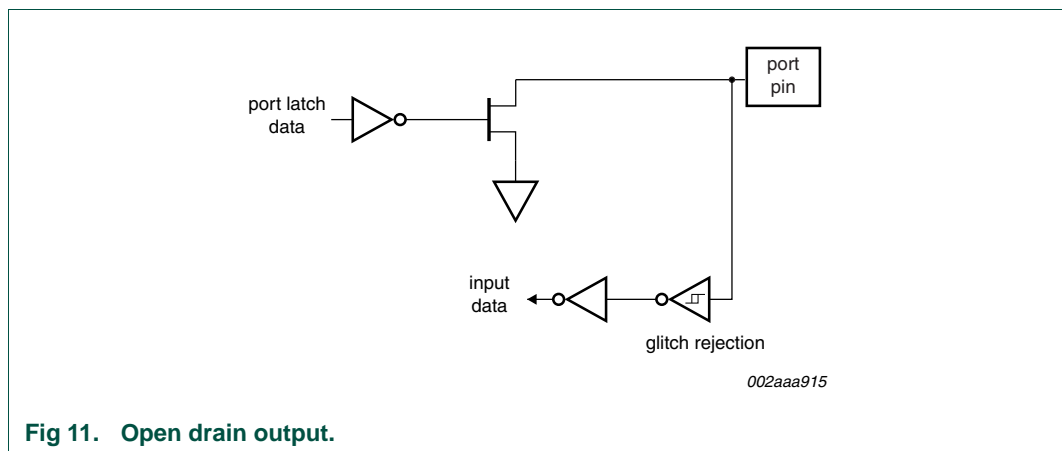 port
pin
port latch
data
input
data
glitch rejection
002aaa915
Fig 11. Open drain output.